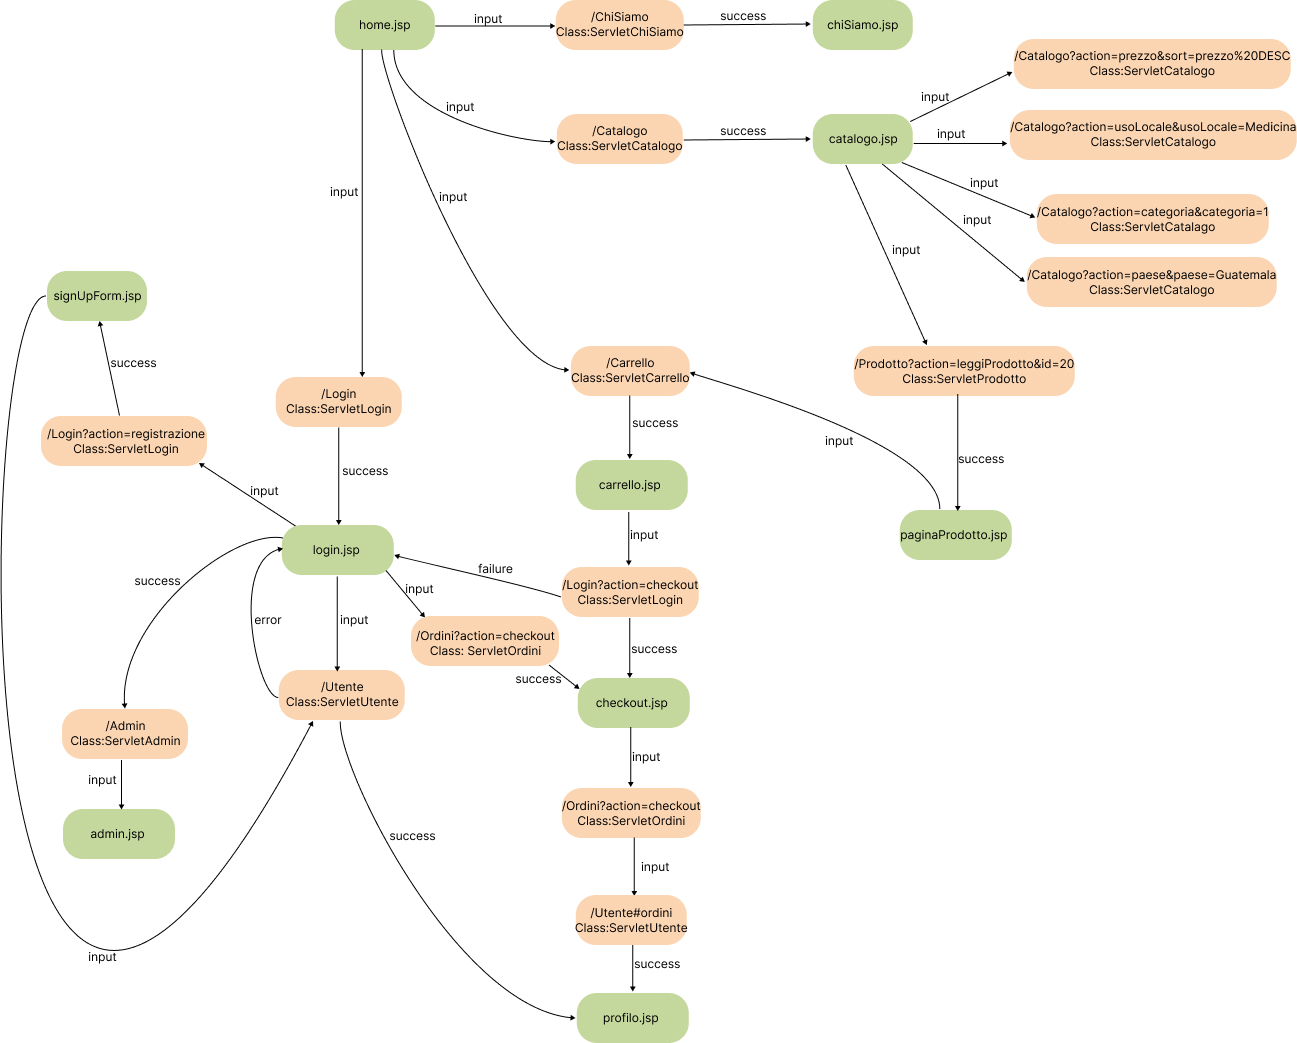 home.jsp
input
/ChiSiamo
Class:ServletChiSiamo
success
chiSiamo.jsp
/Catalogo?action=prezzo&sort=prezzo%20DESC
Class:ServletCatalogo
input
input
/Catalogo
Class:ServletCatalogo
success
catalogo.jsp
input
/Catalogo?action=usoLocale&usoLocale=Medicina
Class:ServletCatalogo
input
input
input
/Catalogo?action=categoria&categoria=1
Class:ServletCatalago
input
input
/Catalogo?action=paese&paese=Guatemala
Class:ServletCatalogo
signUpForm.jsp
success
/Login
Class:ServletLogin
/Carrello
Class:ServletCarrello
/Prodotto?action=leggiProdotto&id=20
Class:ServletProdotto
/Login?action=registrazione
Class:ServletLogin
success
success
input
success
input
carrello.jsp
paginaProdotto.jsp
login.jsp
input
success
failure
input
/Login?action=checkout
Class:ServletLogin
error
input
/Ordini?action=checkout
Class: ServletOrdini
success
success
/Utente
Class:ServletUtente
checkout.jsp
/Admin
Class:ServletAdmin
input
input
admin.jsp
success
/Ordini?action=checkout
Class:ServletOrdini
input
/Utente#ordini
Class:ServletUtente
input
success
profilo.jsp